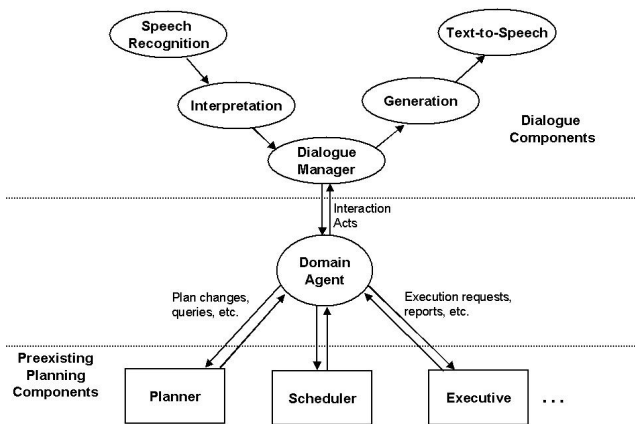 Speech
Recognition
Text-to-Speech
Interpretation
Generation
Dialogue
Components
Dialogue
Manager
Interaction
Acts
Domain
Agent
Plan changes,
queries, etc.
Execution requests,
reports, etc.
Preexisting
Planning
Components
Planner
Scheduler
Executive
...